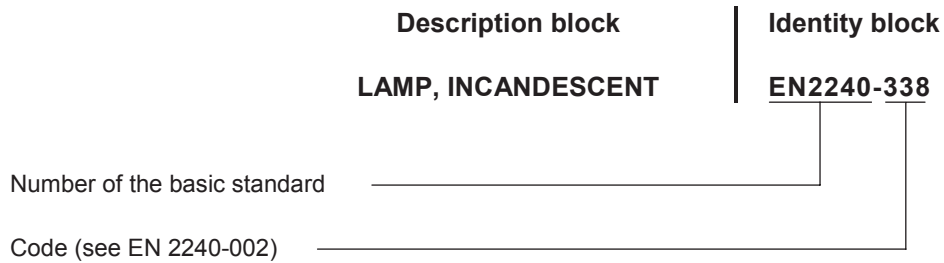 Description block Identity block
LAMP, INCANDESCENT EN2240-338
Number of the basic standard
Code (see EN 2240-002)